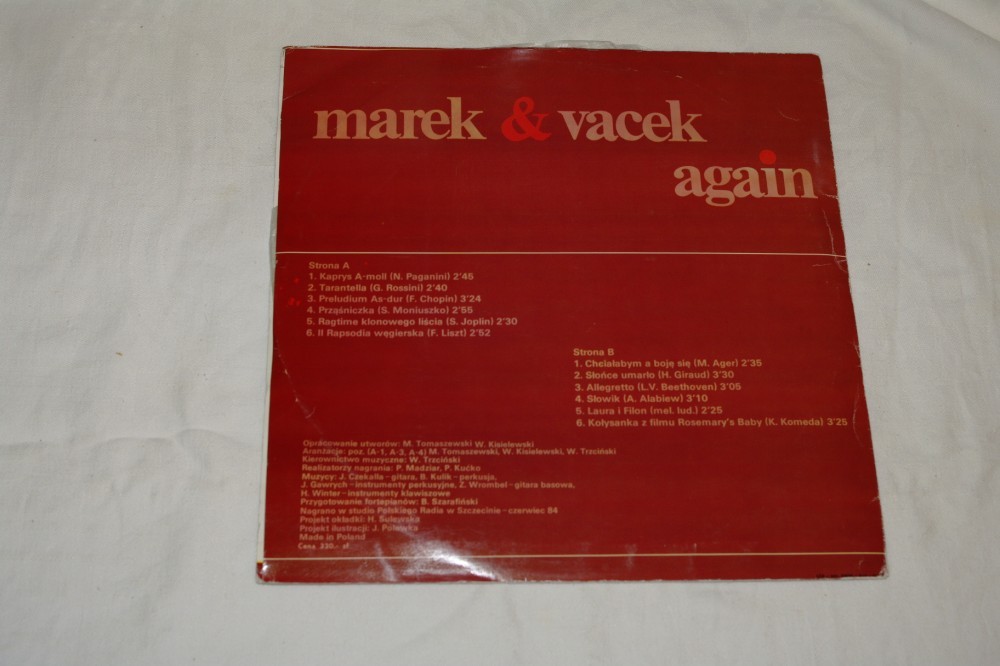 marek & vacek
again
Strona A
1. Kaprys A-moll (N. Paganini) 2'45
2. Tarantella (G. Rossini) 2'40
3. Preludium As-dur (F. Chopin) 3'24
4. Prząśniczka (S. Moniuszko) 2'55
5. Ragtime klonowego liścia (S. Joplin) 2'30
6. II Rapsodia węgierska (F. Liszt) 2'52
Strona B
1. Chciałabym a boję się (M. Ager) 2'35
2. Słońce umarło (H. Giraud) 3'30
3. Allegretto (L.V. Beethoven) 3'05
4. Słowik (A. Alabiew) 3'10
5. Laura i Filon (mel. lud.) 2'25
6. Kołysanka z filmu Rosemary's Baby (K. Komeda) 3'25
Opracowanie utworów: M. Tomaszewski W. Kisielewski
Aranżacje: poz. (A-1, A-3, A-4) M. Tomaszewski, W. Kisielewski, W. Trzciński
Kierownictwo muzyczne: W. Trzciński
Realizatorzy nagrania: P. Madziar, P. Kućko
Muzycy: J. Czekalla – gitara, B. Kulik – perkusja,
J. Gawrych – instrumenty perkusyjne, Z. Wrombel – gitara basowa,
H. Winter – instrumenty klawiszowe
Przygotowanie fortepianów: B. Szarafiński
Nagrano w studio Polskiego Radia w Szczecinie – czerwiec 84
Projekt okładki: H.
Projekt ilustracji: J.
Made in Poland
Cena 330,- zł